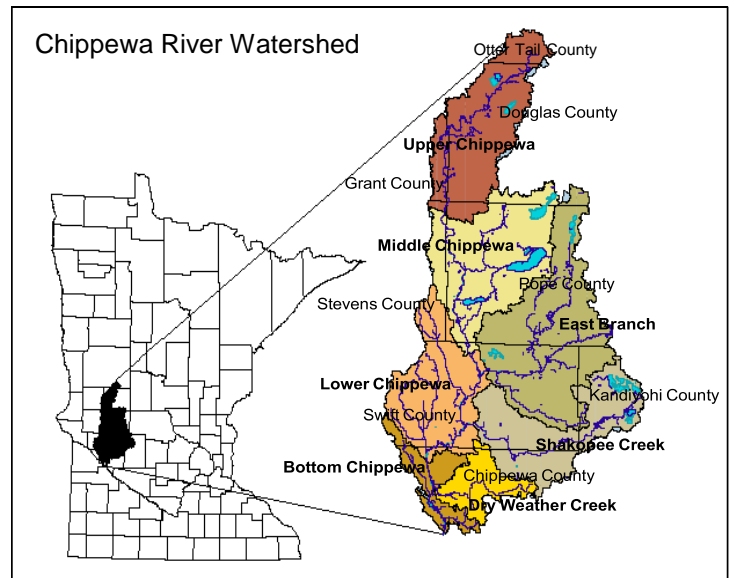 Chippewa River Watershed
Otter Tail County
Douglas County
Upper Chippewa
Grant County
Middle Chippewa
Pope County
Stevens County
East Branch
Lower Chippewa
Kandiyohi County
Swift County
Shakopee Creek
Bottom Chippewa
Chippewa County
Dry Weather Creek